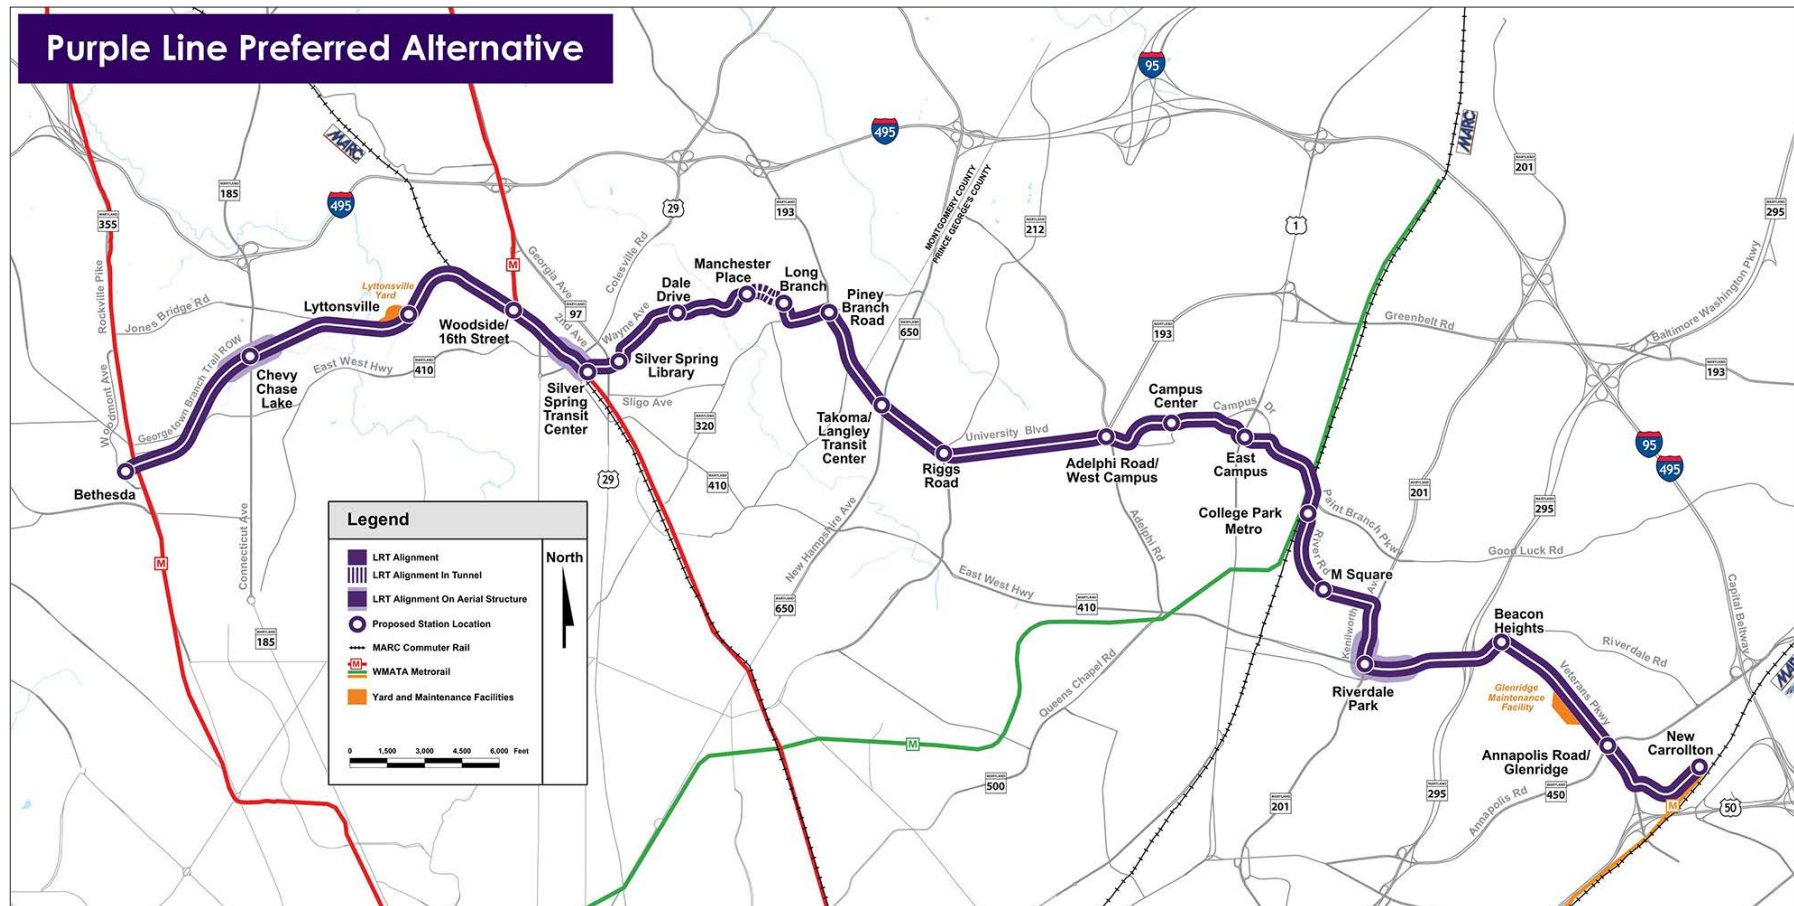 Purple Line Preferred Alternative
MARC
MARC
95
495
495
185
355
29
193
212
1
201
295
MONTGOMERY COUNTY
PRINCE GEORGE'S COUNTY
Rockville Pike
Jones Bridge Rd
Georgia Ave
Colesville Rd
Baltimore Washington Pkwy
Lyttonsville
Yard
Lyttonsville
Woodside/
16th Street
97
2nd Ave
Wayne Ave
Dale
Drive
Manchester
Place
Long
Branch
Piney
Branch
Road
650
193
Greenbelt Rd
193
Woodmont Ave
Georgetown Branch Trail ROW
Chevy
Chase
Lake
East West Hwy
410
Silver
Spring
Transit
Center
Silver Spring
Library
Sligo Ave
320
Takoma/
Langley
Transit
Center
Riggs
Road
University Blvd
Adelphi Road/
West Campus
Campus
Center
Campus Dr
East
Campus
95
495
Bethesda
M
M
29
410
201
295
College Park
Metro
Paint Branch Pkwy
Good Luck Rd
River Rd
Connecticut Ave
New Hampshire Ave
Adelphi Rd
East West Hwy
410
M Square
Kenilworth Ave
Capital Beltway
650
185
Beacon
Heights
Riverdale Rd
Riverdale
Park
Queens Chapel Rd
Veterans Pkwy
Glenridge
Maintenance
Facility
New
Carrollton
Annapolis Road/
Glenridge
M
500
201
295
450
Annapolis Rd
M
50
Legend
LRT Alignment
LRT Alignment In Tunnel
LRT Alignment On Aerial Structure
Proposed Station Location
MARC Commuter Rail
M
WMATA Metrorail
Yard and Maintenance Facilities
North
0 1,500 3,000 4,500 6,000 Feet